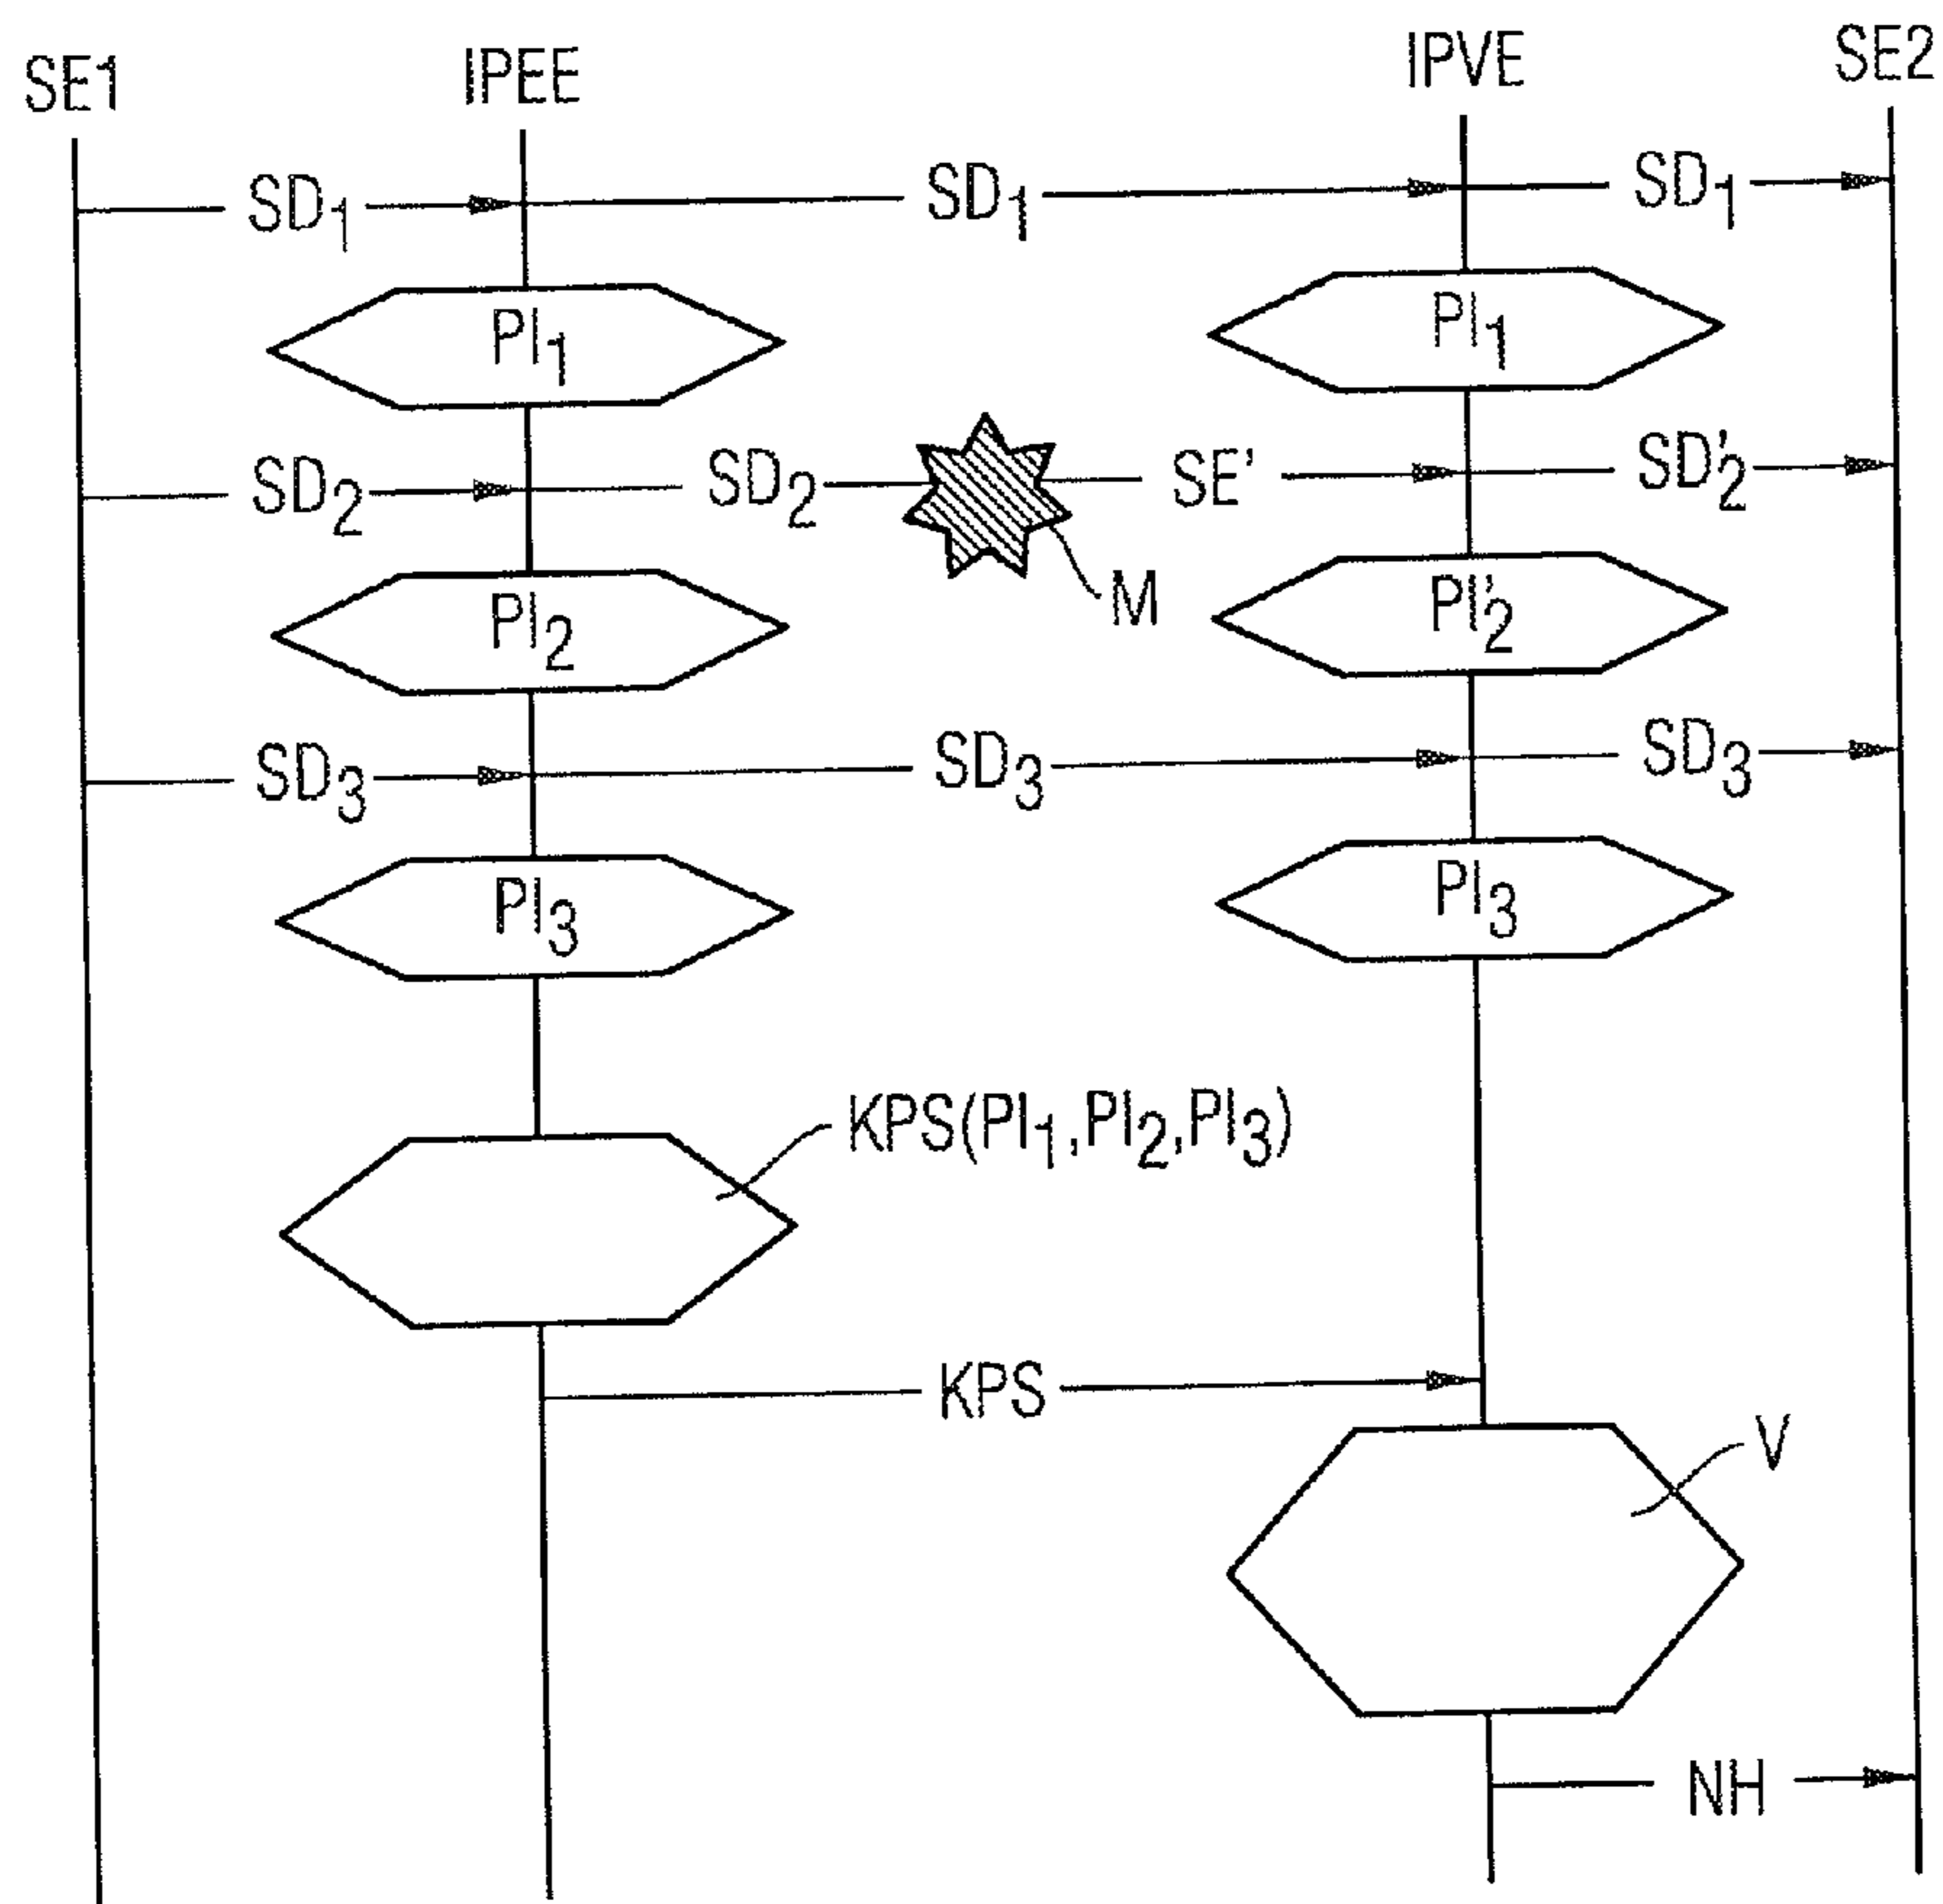 SE1 IPEE IPVE SE2
SD1 SD1 SD1
PI1 PI1
SD2 SD2 SE' SD'2
M
PI2 PI'2
SD3 SD3 SD3
PI3 PI3
KPS(PI1,PI2,PI3)
KPS
V
NH